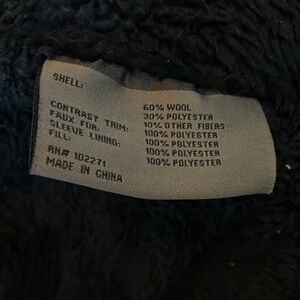 SHELL: 60% WOOL
30% POLYESTER
10% OTHER FIBERS
CONTRAST TRIM: 100% POLYESTER
FAUX FUR: 100% POLYESTER
SLEEVE LINING: 100% POLYESTER
FILL: 100% POLYESTER
RN# 102271
MADE IN CHINA